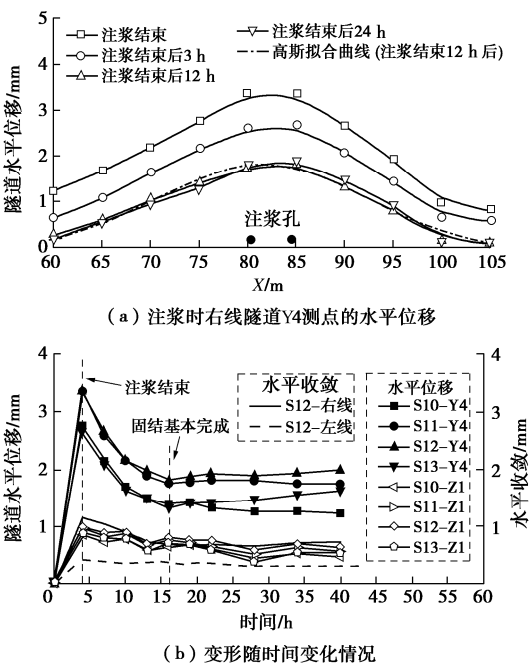 注浆结束
注浆结束后3 h
注浆结束后12 h
注浆结束后24 h
高斯拟合曲线 (注浆结束12 h 后)
隧道水平位移/mm
5
4
3
2
1
0
注浆孔
60 65 70 75 80 85 90 95 100 105
X/m
(a) 注浆时右线隧道Y4测点的水平位移
隧道水平位移/mm
4
3
2
1
0
注浆结束
固结基本完成
水平收敛
S12-右线
S12-左线
水平位移
S10-Y4
S11-Y4
S12-Y4
S13-Y4
S10-Z1
S11-Z1
S12-Z1
S13-Z1
4
3
2
1
水平收敛/mm
0 5 10 15 20 25 30 35 40 45 50 60
时间/h
(b) 变形随时间变化情况